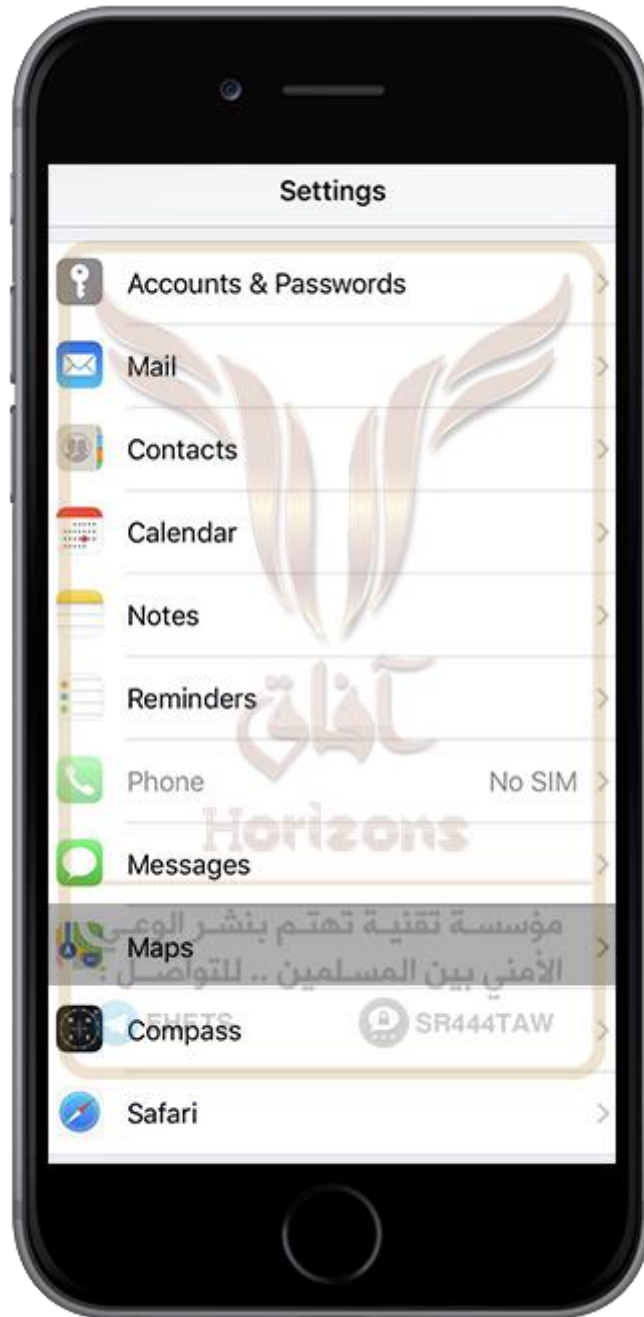 Settings
Accounts & Passwords
Mail
Contacts
Calendar
Notes
Reminders
آفاق
Phone No SIM
Horizons
Messages
مؤسسة تقنية تهتم بنشر الوعي
Maps
الأمني بين المسلمين .. للتواصل :
EHETS SR444TAW
Compass
Safari